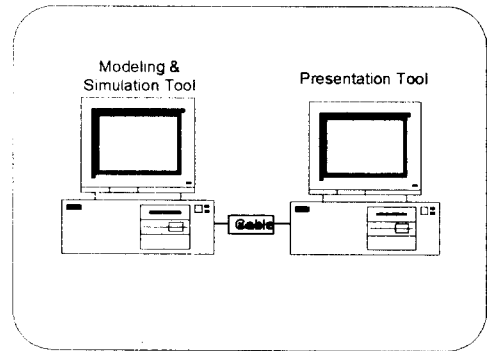 Modeling &
Simulation Tool
Presentation Tool
Cable